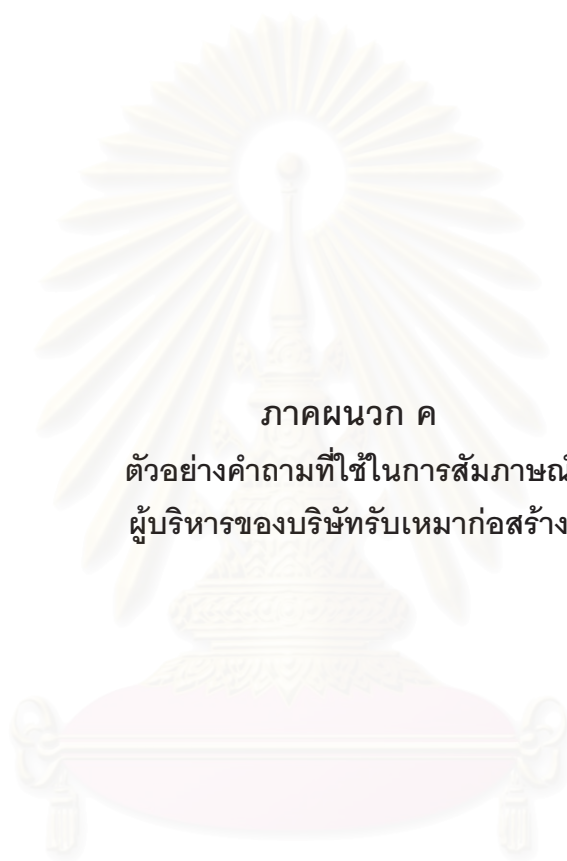 ภาคผนวก ค
ตัวอย่างคำถามที่ใช้ในการสัมภาษณ์
ผู้บริหารของบริษัทรับเหมาก่อสร้าง